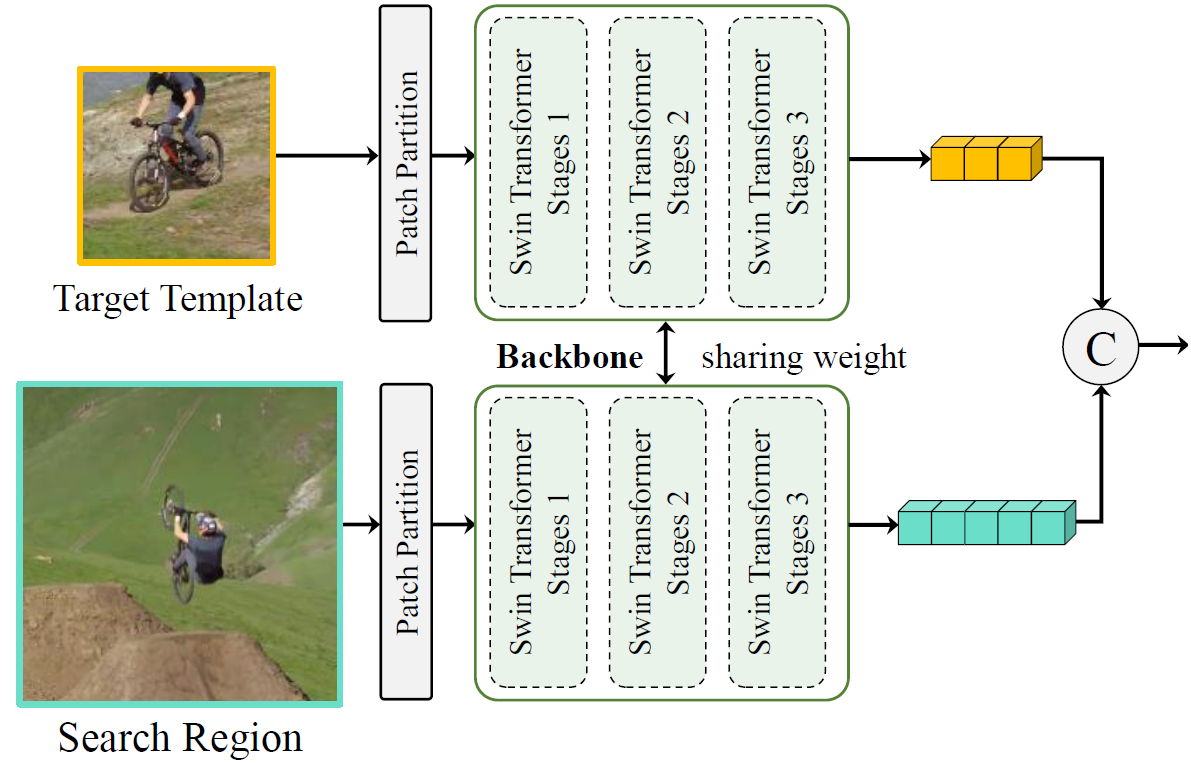 Target Template
Patch Partition
Swin Transformer
Stages 1
Swin Transformer
Stages 2
Swin Transformer
Stages 3
Backbone sharing weight
C
Search Region
Patch Partition
Swin Transformer
Stages 1
Swin Transformer
Stages 2
Swin Transformer
Stages 3